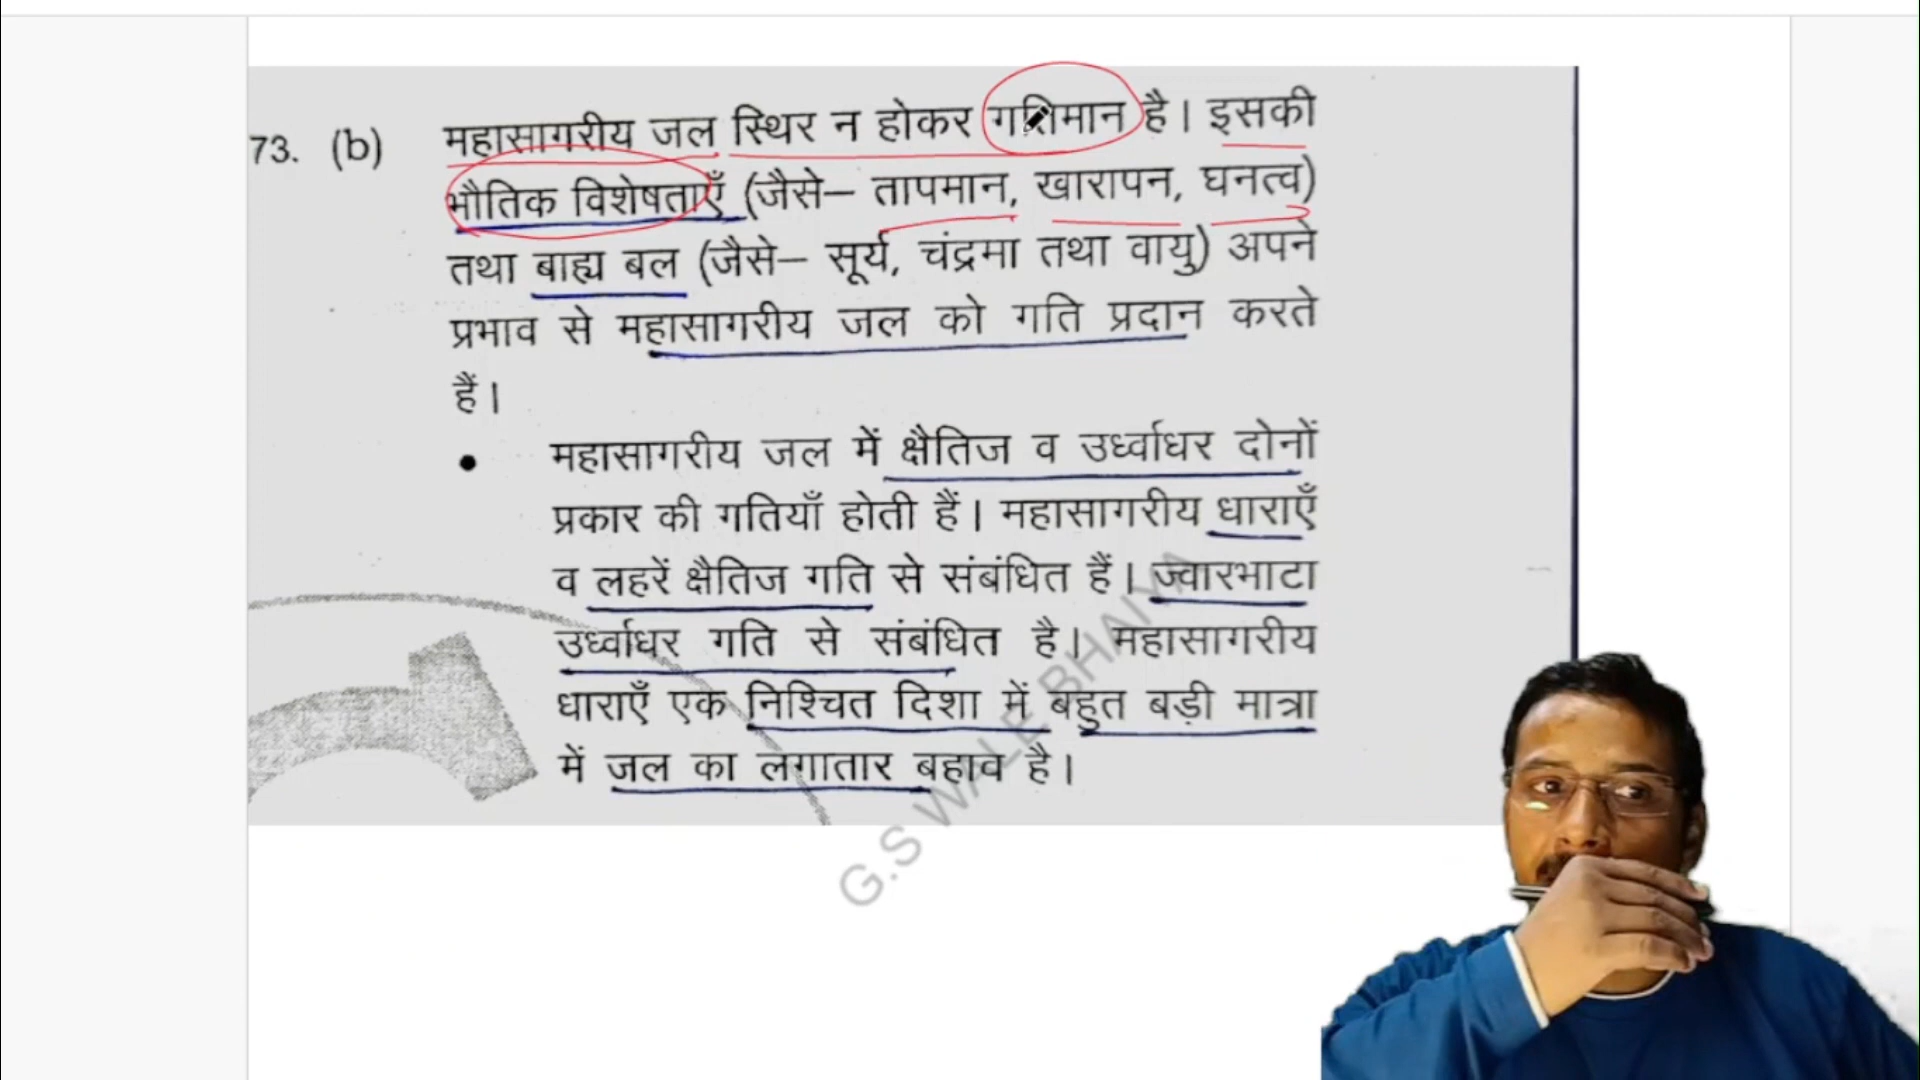 73. (b) महासागरीय जल स्थिर न होकर गतिमान है। इसकी
भौतिक विशेषताएँ (जैसे– तापमान, खारापन, घनत्व)
तथा बाह्य बल (जैसे– सूर्य, चंद्रमा तथा वायु) अपने
प्रभाव से महासागरीय जल को गति प्रदान करते
हैं।
● महासागरीय जल में क्षैतिज व उर्ध्वाधर दोनों
प्रकार की गतियाँ होती हैं। महासागरीय धाराएँ
व लहरें क्षैतिज गति से संबंधित हैं। ज्वारभाटा
उर्ध्वाधर गति से संबंधित है। महासागरीय
धाराएँ एक निश्चित दिशा में बहुत बड़ी मात्रा
में जल का लगातार बहाव है।
G.S WALE BHAIYA